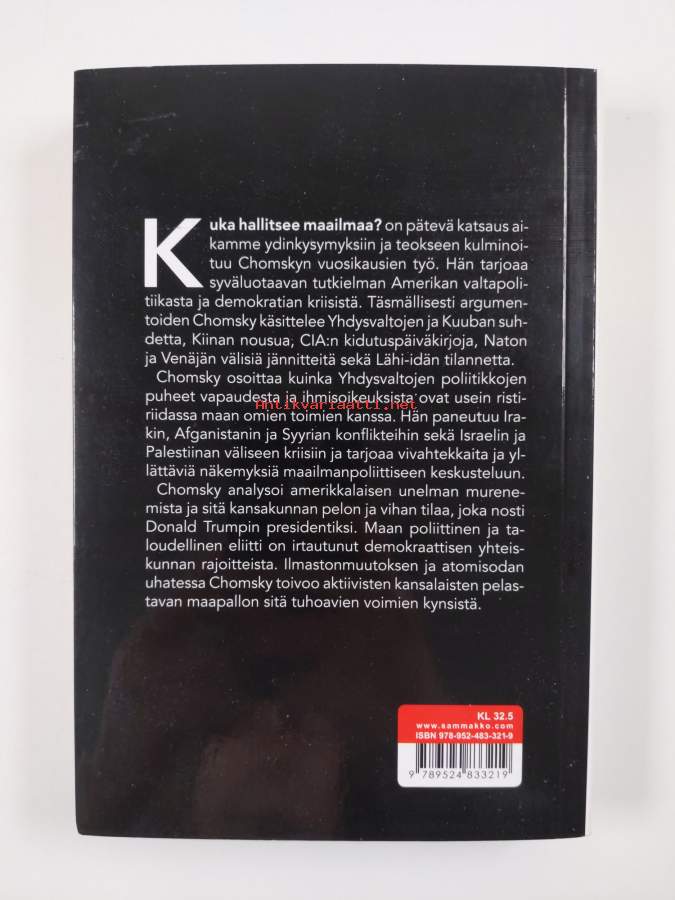 Kuka hallitsee maailmaa? on pätevä katsaus ai-
kamme ydinkysymyksiin ja teokseen kulminoi-
tuu Chomskyn vuosikausien työ. Hän tarjoaa
syväluotaavan tutkielman Amerikan valtapoli-
tiikasta ja demokratian kriisistä. Täsmällisesti argumen-
toiden Chomsky käsittelee Yhdysvaltojen ja Kuuban suh-
detta, Kiinan nousua, CIA:n kidutuspäiväkirjoja, Naton
ja Venäjän välisiä jännitteitä sekä Lähi-idän tilannetta.
Chomsky osoittaa kuinka Yhdysvaltojen poliitikkojen
puheet vapaudesta ja ihmisoikeuksista ovat usein risti-
Antikvariaatti.net
riidassa maan omien toimien kanssa. Hän paneutuu Ira-
kin, Afganistanin ja Syyrian konflikteihin sekä Israelin ja
Palestiinan väliseen kriisiin ja tarjoaa vivahtekkaita ja yl-
lättäviä näkemyksiä maailmanpoliittiseen keskusteluun.
Chomsky analysoi amerikkalaisen unelman murene-
mista ja sitä kansakunnan pelon ja vihan tilaa, joka nosti
Donald Trumpin presidentiksi. Maan poliittinen ja ta-
loudellinen eliitti on irtautunut demokraattisen yhteis-
kunnan rajoitteista. Ilmastonmuutoksen ja atomisodan
uhatessa Chomsky toivoo aktiivisten kansalaisten pelas-
tavan maapallon sitä tuhoavien voimien kynsistä.
KL 32.5
www.sammakko.com
ISBN 978-952-483-321-9
9 789524 833219